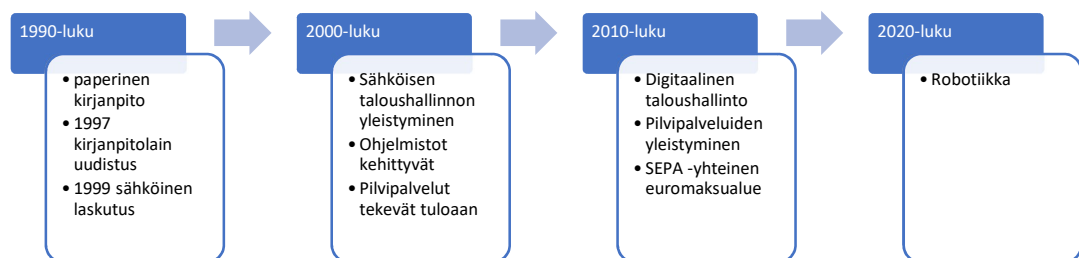 1990-luku
• paperinen
kirjanpito
• 1997
kirjanpitolain
uudistus
• 1999 sähköinen
laskutus
2000-luku
• Sähköisen
taloushallinnon
yleistyminen
• Ohjelmistot
kehittyvät
• Pilvipalvelut
tekevät tuloaan
2010-luku
• Digitaalinen
taloushallinto
• Pilvipalveluiden
yleistyminen
• SEPA -yhteinen
euromaksualue
2020-luku
• Robotiikka